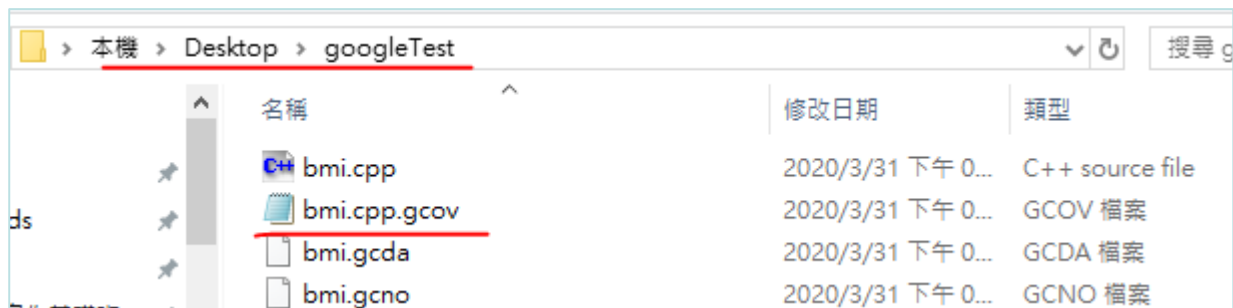 本機 > Desktop > googleTest 搜尋 g
名稱 修改日期 類型
C++ bmi.cpp 2020/3/31 下午 0... C++ source file
ds bmi.cpp.gcov 2020/3/31 下午 0... GCOV 檔案
bmi.gcda 2020/3/31 下午 0... GCDA 檔案
bmi.gcno 2020/3/31 下午 0... GCNO 檔案